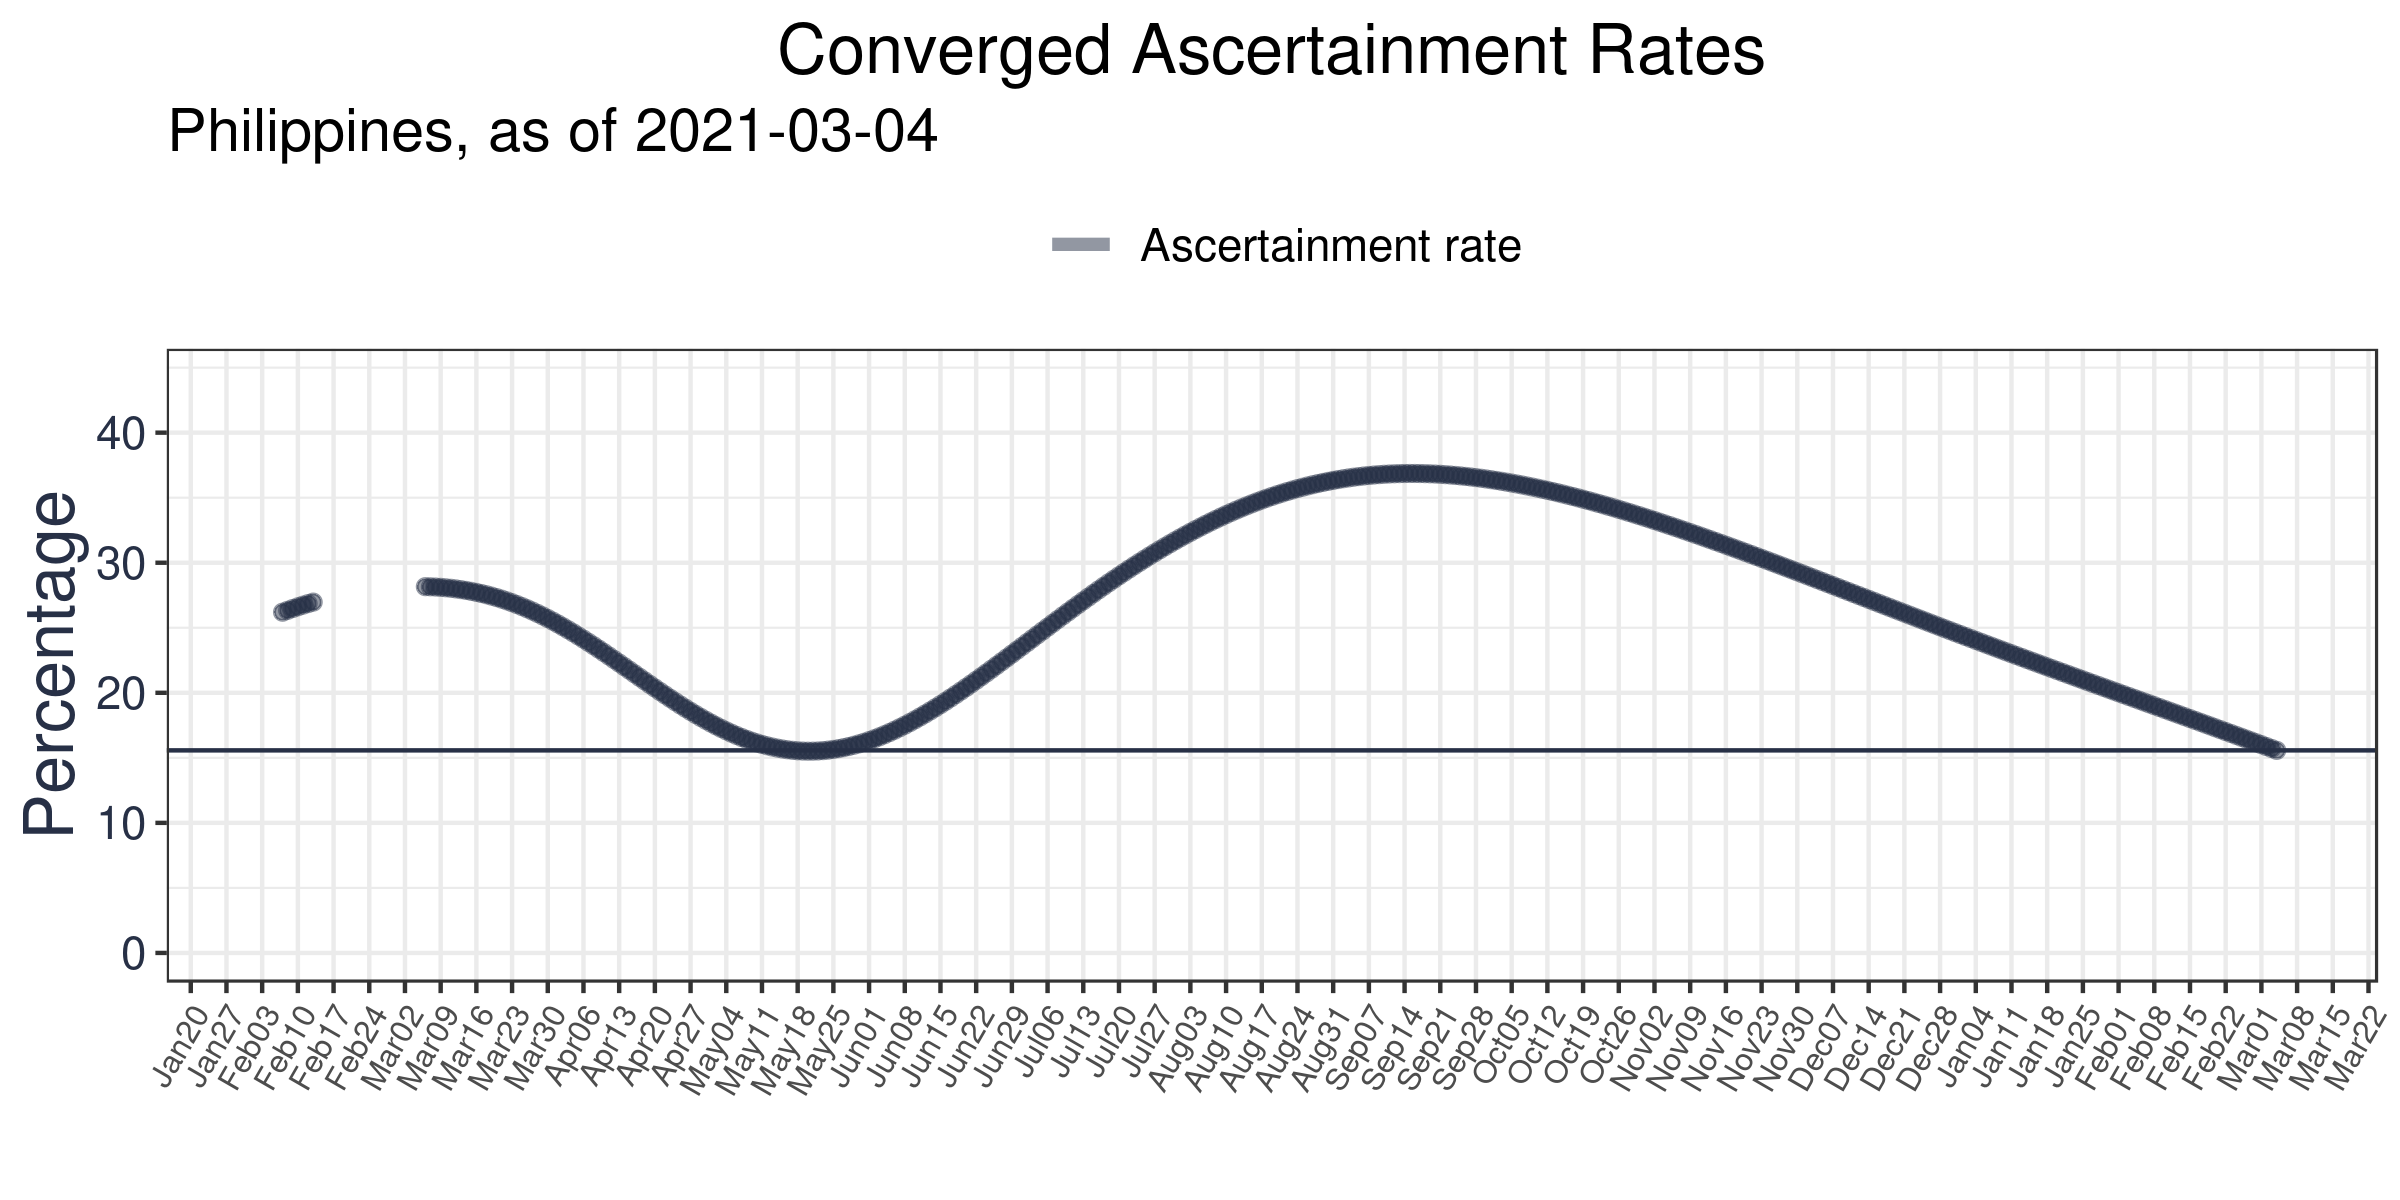 Converged Ascertainment Rates
Philippines, as of 2021-03-04
Ascertainment rate
Percentage
40
30
20
10
0
Jan20
Jan27
Feb03
Feb10
Feb17
Feb24
Mar02
Mar09
Mar16
Mar23
Mar30
Apr06
Apr13
Apr20
Apr27
May04
May11
May18
May25
Jun01
Jun08
Jun15
Jun22
Jun29
Jul06
Jul13
Jul20
Jul27
Aug03
Aug10
Aug17
Aug24
Aug31
Sep07
Sep14
Sep21
Sep28
Oct05
Oct12
Oct19
Oct26
Nov02
Nov09
Nov16
Nov23
Nov30
Dec07
Dec14
Dec21
Dec28
Jan04
Jan11
Jan18
Jan25
Feb01
Feb08
Feb15
Feb22
Mar01
Mar08
Mar15
Mar22